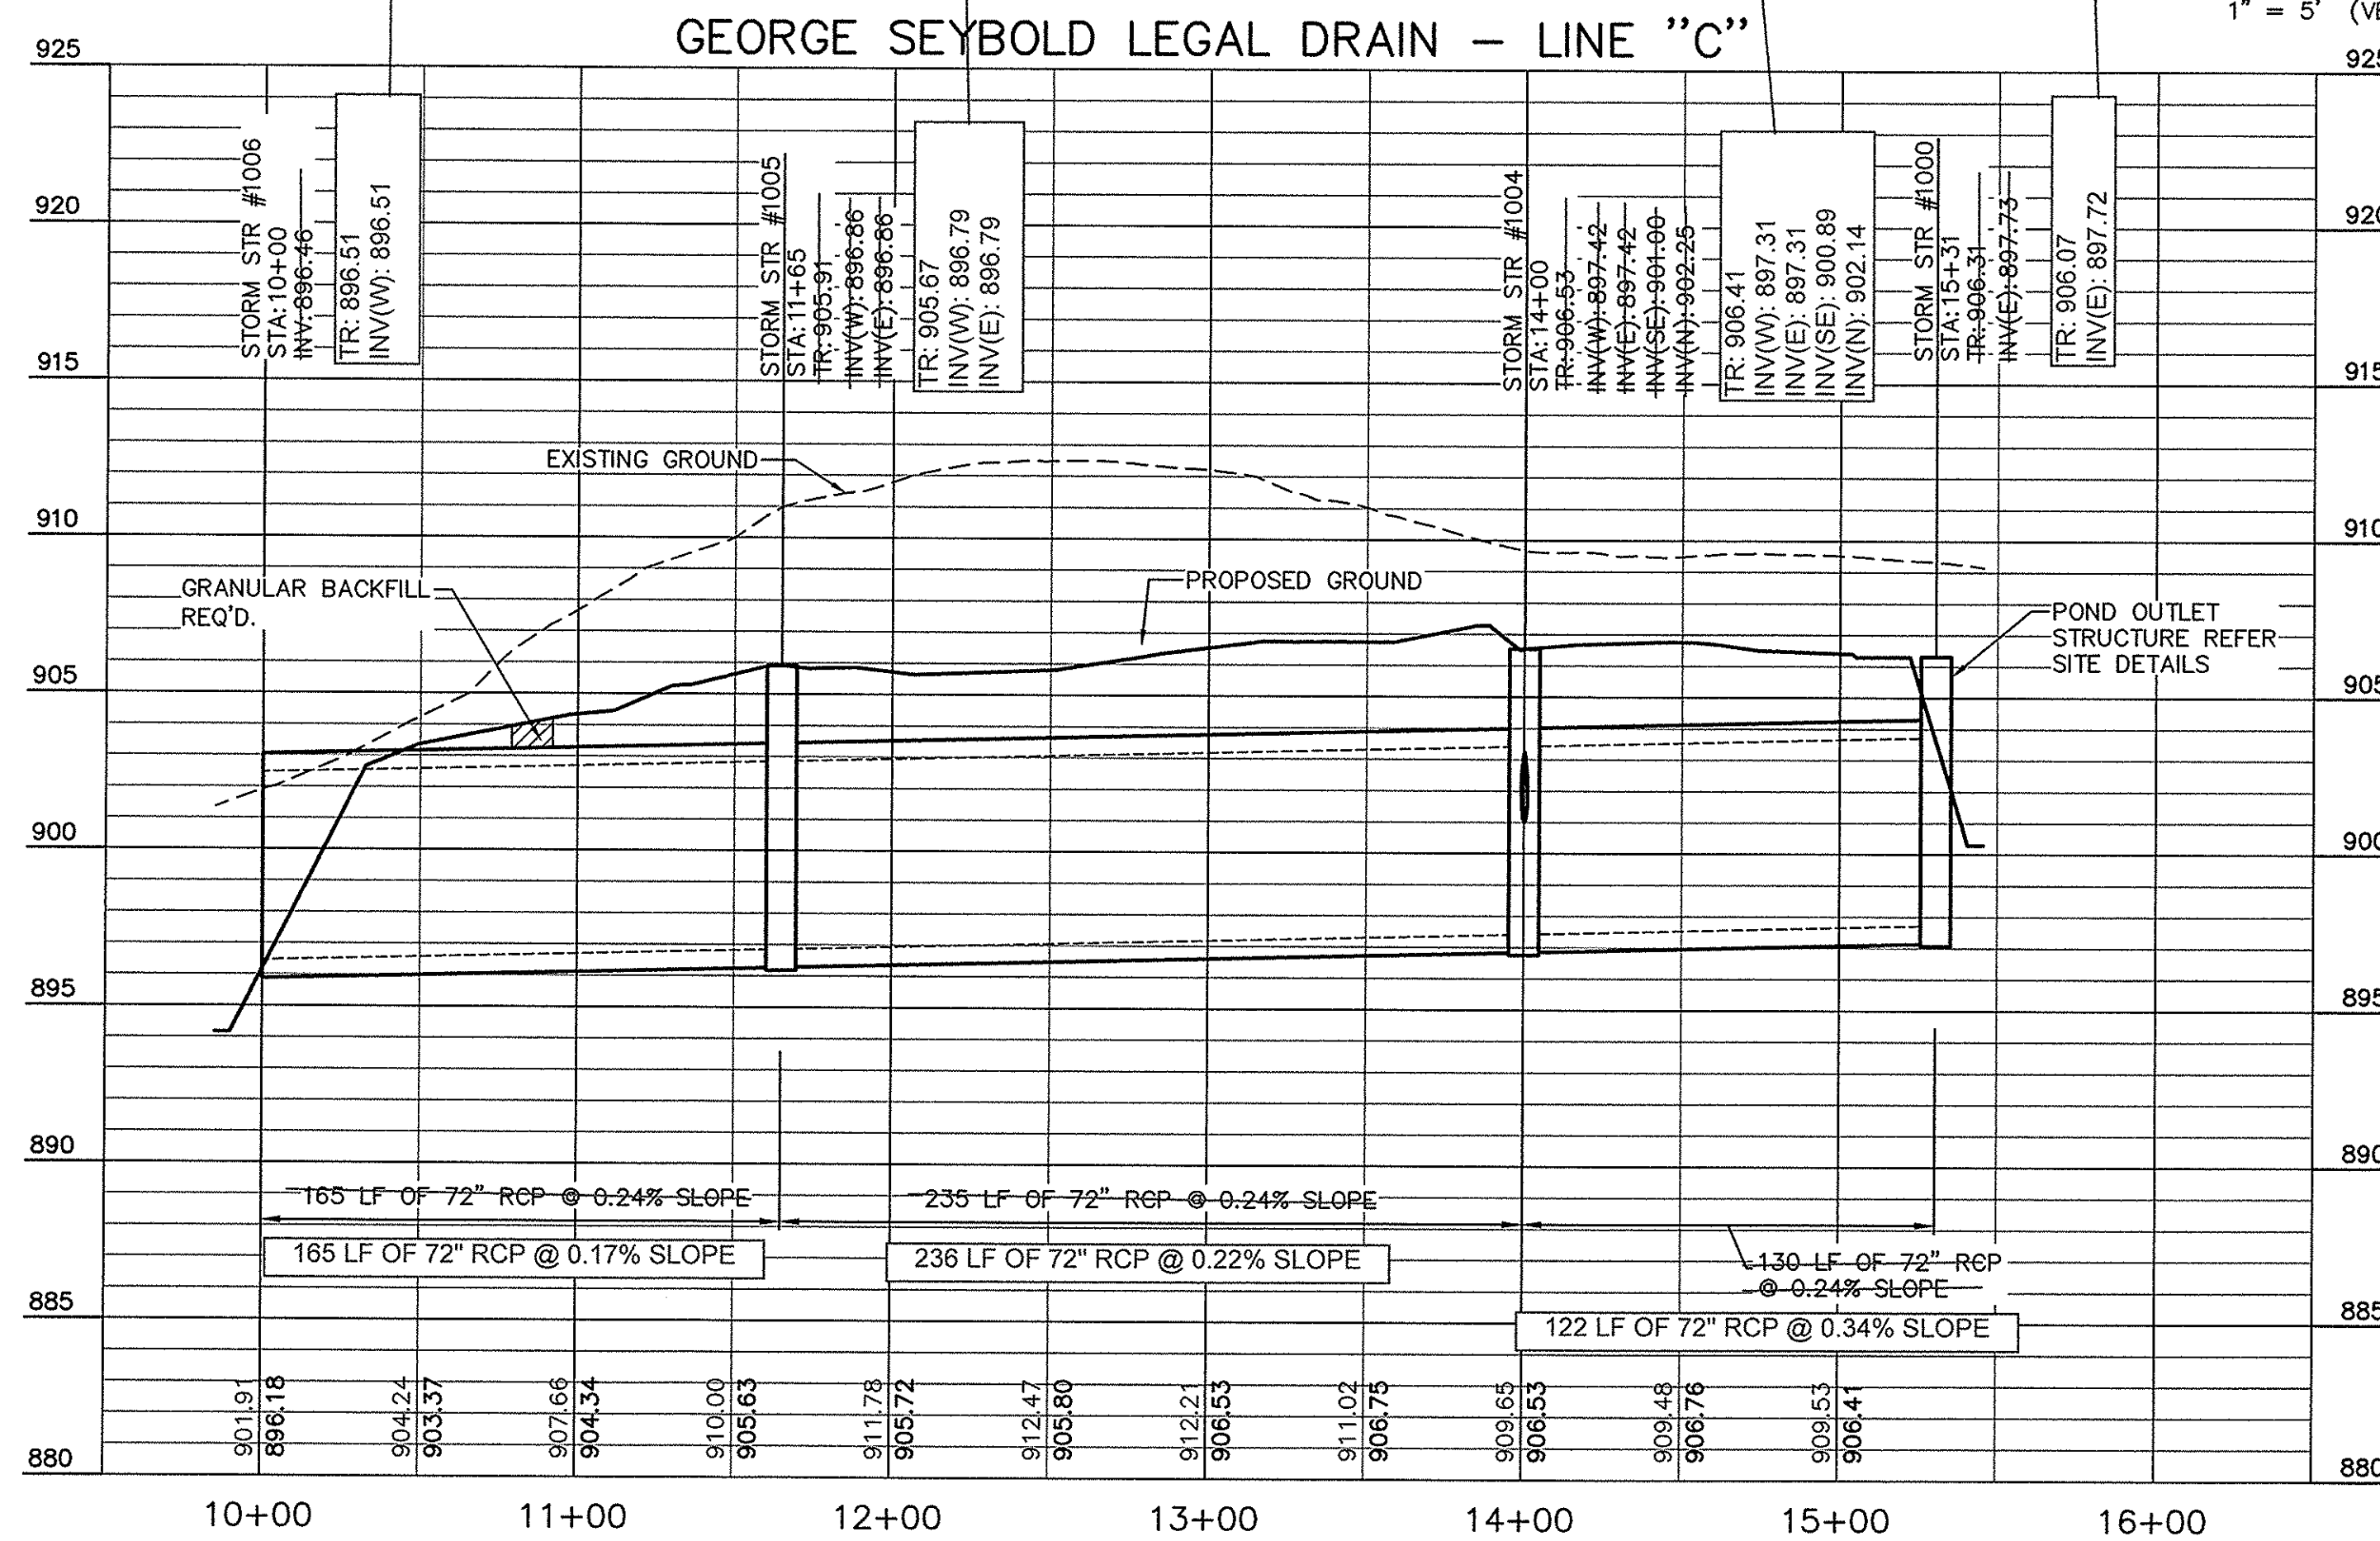 1" = 5'
GEORGE SEYBOLD LEGAL DRAIN – LINE "C"
925
920
915
910
905
900
895
890
885
880
STORM STR #1006
STA: 10+00
INV: 896.46
TR: 896.51
INV(W): 896.51
STORM STR #1005
STA: 11+65
TR: 905.91
INV(W): 896.86
INV(E): 896.86
TR: 905.67
INV(W): 896.79
INV(E): 896.79
STORM STR #1004
STA: 14+00
TR: 906.53
INV(W): 897.42
INV(E): 897.42
INV(SE): 901.00
INV(N): 902.25
TR: 906.41
INV(W): 897.31
INV(E): 897.31
INV(SE): 900.89
INV(N): 902.14
STORM STR #1000
STA: 15+31
TR: 906.31
INV(E): 897.73
TR: 906.07
INV(E): 897.72
EXISTING GROUND
GRANULAR BACKFILL
REQ'D.
PROPOSED GROUND
POND OUTLET
STRUCTURE REFER
SITE DETAILS
165 LF OF 72" RCP @ 0.24% SLOPE
235 LF OF 72" RCP @ 0.24% SLOPE
130 LF OF 72" RCP
@ 0.24% SLOPE
165 LF OF 72" RCP @ 0.17% SLOPE
236 LF OF 72" RCP @ 0.22% SLOPE
122 LF OF 72" RCP @ 0.34% SLOPE
901.91
896.18
904.24
903.37
907.66
904.34
910.00
905.63
911.78
905.72
912.47
905.80
912.21
906.53
911.02
906.75
909.65
906.53
909.48
906.76
909.53
906.41
10+00
11+00
12+00
13+00
14+00
15+00
16+00